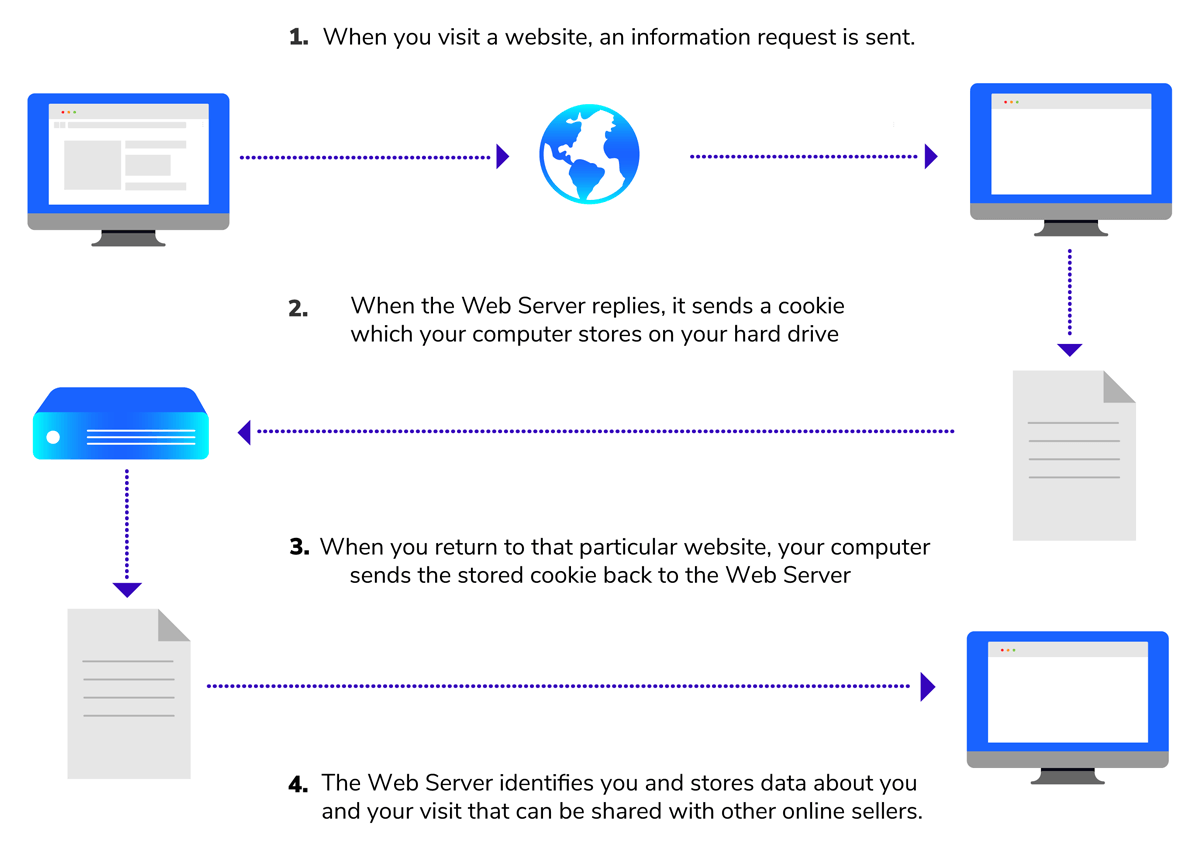 1. When you visit a website, an information request is sent.
2. When the Web Server replies, it sends a cookie
which your computer stores on your hard drive
3. When you return to that particular website, your computer
sends the stored cookie back to the Web Server
4. The Web Server identifies you and stores data about you
and your visit that can be shared with other online sellers.